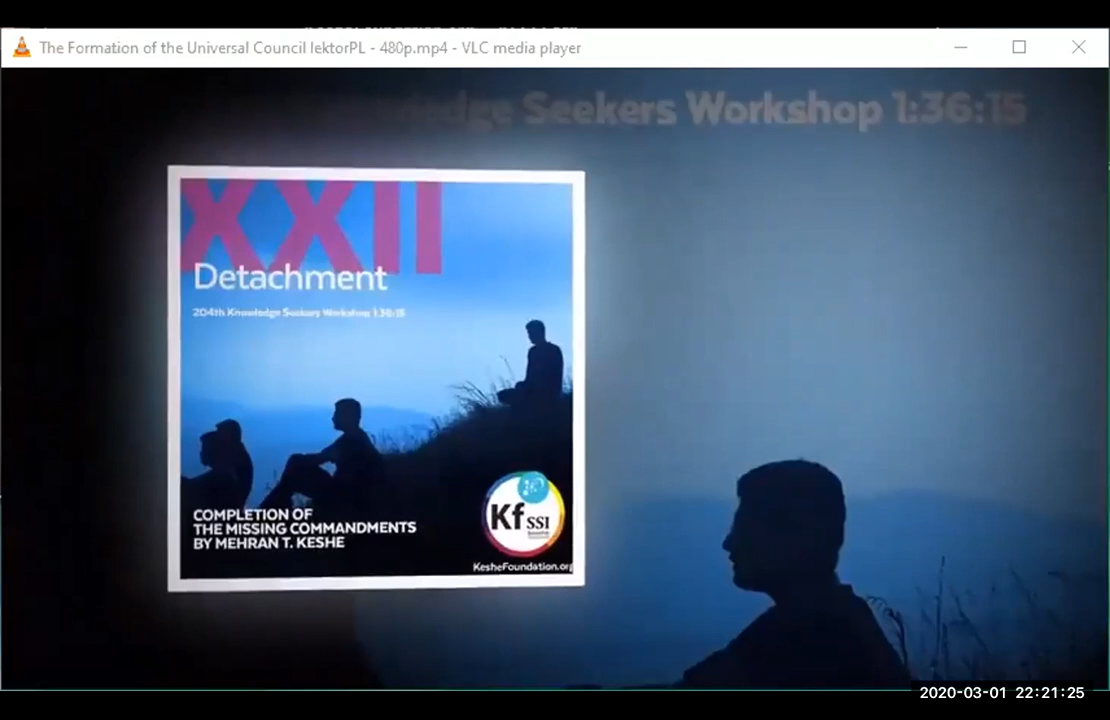 The Formation of the Universal Council lektorPL - 480p.mp4 - VLC media player
Seekers Workshop 1:36:15
XXII
Detachment
204th Knowledge Seekers Workshop 1:36:15
COMPLETION OF
THE MISSING COMMANDMENTS
BY MEHRAN T. KESHE
Kf SSI
KesheFoundation.org
2020-03-01 22:21:25